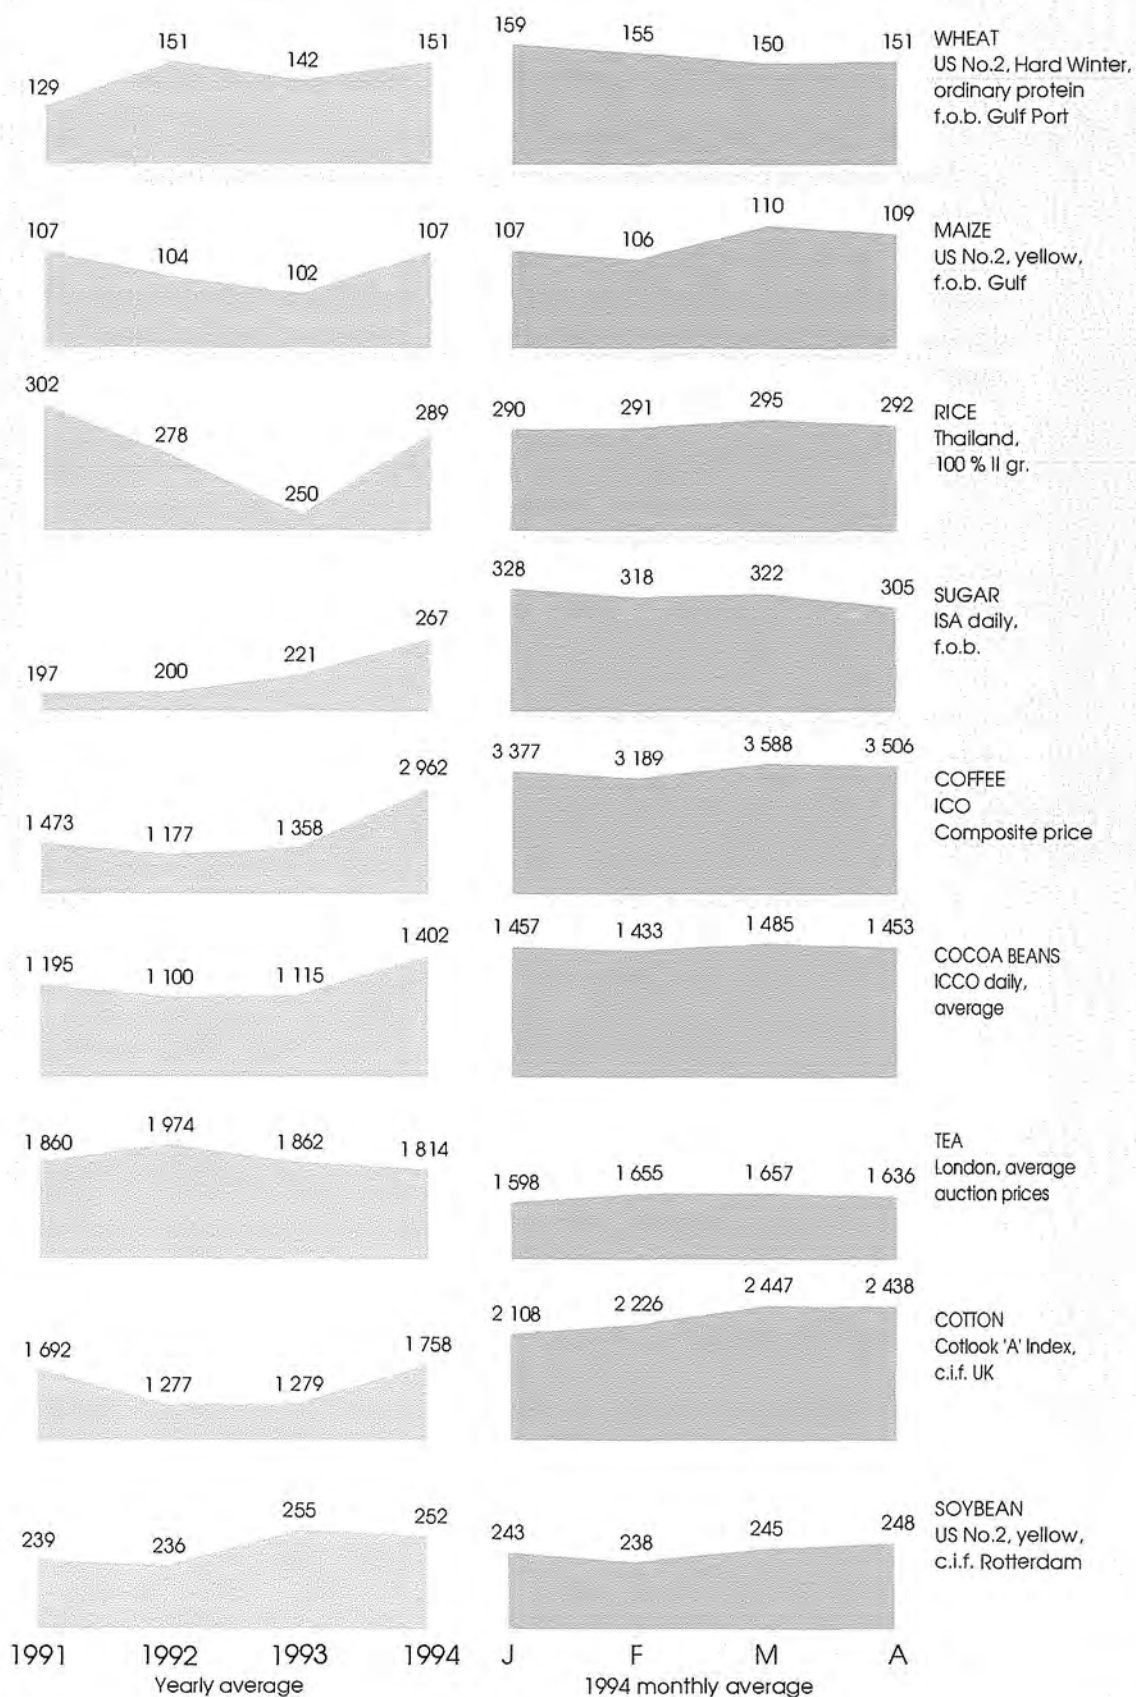 151 159 155 150 151 WHEAT
129 142 151 US No.2, Hard Winter,
ordinary protein
f.o.b. Gulf Port
107 104 102 107 107 106 110 109 MAIZE
US No.2, yellow,
f.o.b. Gulf
302 278 250 289 290 291 295 292 RICE
Thailand,
100 % II gr.
197 200 221 267 328 318 322 305 SUGAR
ISA daily,
f.o.b.
1 473 1 177 1 358 2 962 3 377 3 189 3 588 3 506 COFFEE
ICO
Composite price
1 195 1 100 1 115 1 402 1 457 1 433 1 485 1 453 COCOA BEANS
ICCO daily,
average
1 860 1 974 1 862 1 814 1 598 1 655 1 657 1 636 TEA
London, average
auction prices
1 692 1 277 1 279 1 758 2 108 2 226 2 447 2 438 COTTON
Cotlook 'A' Index,
c.i.f. UK
239 236 255 252 243 238 245 248 SOYBEAN
US No.2, yellow,
c.i.f. Rotterdam
1991 1992 1993 1994 J F M A
Yearly average 1994 monthly average